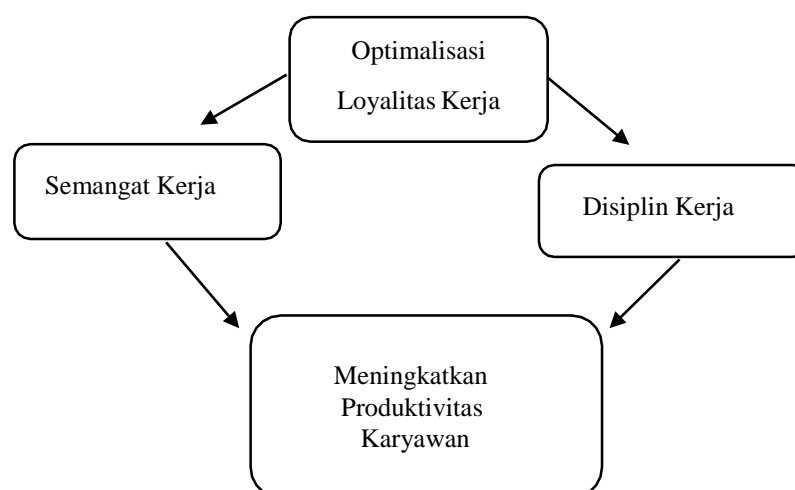 Optimalisasi
Loyalitas Kerja
Semangat Kerja
Disiplin Kerja
Meningkatkan
Produktivitas
Karyawan